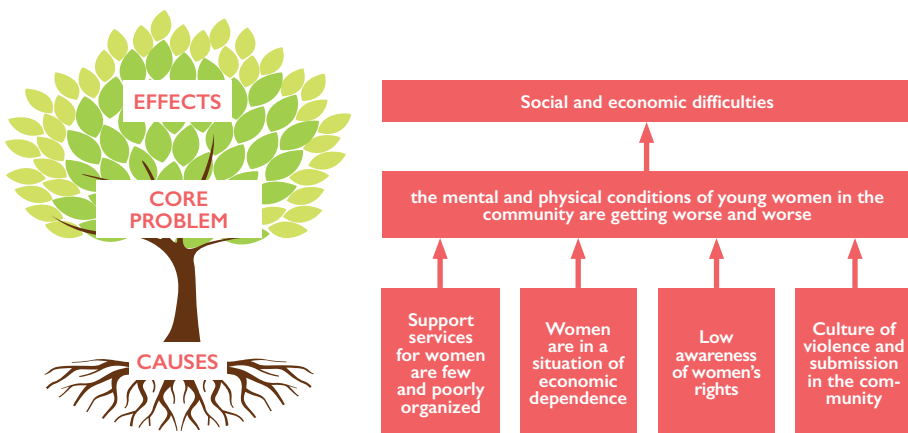 EFFECTS
CORE
PROBLEM
CAUSES
Social and economic difficulties
the mental and physical conditions of young women in the
community are getting worse and worse
Support
services
for women
are few
and poorly
organized
Women
are in a
situation of
economic
dependence
Low
awareness
of women’s
rights
Culture of
violence and
submission
in the com-
munity